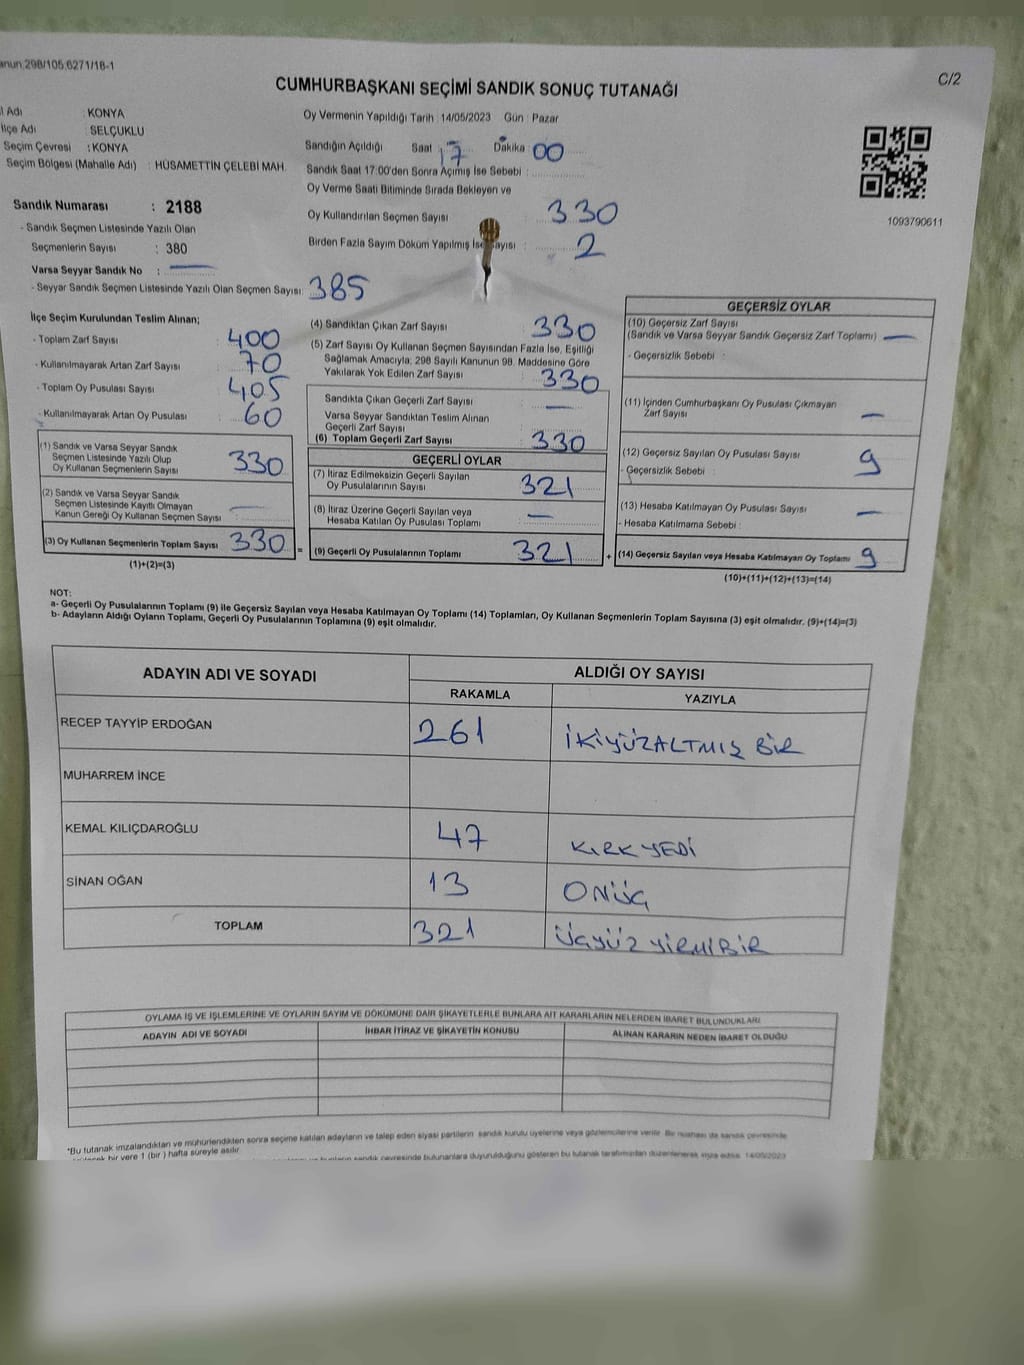 anun:298/105,6271/18-1
C/2
CUMHURBAŞKANI SEÇİMİ SANDIK SONUÇ TUTANAĞI
l Adı : KONYA
lçe Adı : SELÇUKLU
Seçim Çevresi : KONYA
Seçim Bölgesi (Mahalle Adı) : HÜSAMETTİN ÇELEBİ MAH.
Oy Vermenin Yapıldığı Tarih : 14/05/2023 Gün : Pazar
Sandığın Açıldığı Saat : 17 Dakika : 00
Sandık Saat 17:00'den Sonra Açımış İse Sebebi :
Oy Verme Saati Bitiminde Sırada Bekleyen ve
Oy Kullandırılan Seçmen Sayısı : 330
Birden Fazla Sayım Döküm Yapılmış İse Sayısı : 2
1093790611
Sandık Numarası : 2188
- Sandık Seçmen Listesinde Yazılı Olan
Seçmenlerin Sayısı : 380
Varsa Seyyar Sandık No : —
- Seyyar Sandık Seçmen Listesinde Yazılı Olan Seçmen Sayısı: 385
İlçe Seçim Kurulundan Teslim Alınan;
- Toplam Zarf Sayısı : 400
- Kullanılmayarak Artan Zarf Sayısı : 70
- Toplam Oy Pusulası Sayısı : 405
- Kullanılmayarak Artan Oy Pusulası : 60
(1) Sandık ve Varsa Seyyar Sandık
Seçmen Listesinde Yazılı Olup
Oy Kullanan Seçmenlerin Sayısı : 330
(2) Sandık ve Varsa Seyyar Sandık
Seçmen Listesinde Kayıtlı Olmayan
Kanun Gereği Oy Kullanan Seçmen Sayısı : —
(3) Oy Kullanan Seçmenlerin Toplam Sayısı 330
(1)+(2)=(3)
(4) Sandıktan Çıkan Zarf Sayısı : 330
(5) Zarf Sayısı Oy Kullanan Seçmen Sayısından Fazla İse, Eşitliği
Sağlamak Amacıyla; 298 Sayılı Kanunun 98. Maddesine Göre
Yakılarak Yok Edilen Zarf Sayısı : 330
Sandıkta Çıkan Geçerli Zarf Sayısı : —
Varsa Seyyar Sandıktan Teslim Alınan
Geçerli Zarf Sayısı :
(6) Toplam Geçerli Zarf Sayısı : 330
GEÇERLİ OYLAR
(7) İtiraz Edilmeksizin Geçerli Sayılan
Oy Pusulalarının Sayısı : 321
(8) İtiraz Üzerine Geçerli Sayılan veya
Hesaba Katılan Oy Pusulası Toplamı : —
= (9) Geçerli Oy Pusulalarının Toplamı 321 +
GEÇERSİZ OYLAR
(10) Geçersiz Zarf Sayısı
(Sandık ve Varsa Seyyar Sandık Geçersiz Zarf Toplamı) —
- Geçersizlik Sebebi :
(11) İçinden Cumhurbaşkanı Oy Pusulası Çıkmayan
Zarf Sayısı —
(12) Geçersiz Sayılan Oy Pusulası Sayısı : 9
- Geçersizlik Sebebi :
(13) Hesaba Katılmayan Oy Pusulası Sayısı : —
- Hesaba Katılmama Sebebi :
(14) Geçersiz Sayılan veya Hesaba Katılmayan Oy Toplamı 9
(10)+(11)+(12)+(13)=(14)
NOT:
a- Geçerli Oy Pusulalarının Toplamı (9) ile Geçersiz Sayılan veya Hesaba Katılmayan Oy Toplamı (14) Toplamları, Oy Kullanan Seçmenlerin Toplam Sayısına (3) eşit olmalıdır. (9)+(14)=(3)
b- Adayların Aldığı Oyların Toplamı, Geçerli Oy Pusulalarının Toplamına (9) eşit olmalıdır.
ADAYIN ADI VE SOYADI ALDIĞI OY SAYISI
RAKAMLA YAZIYLA
RECEP TAYYİP ERDOĞAN 261 İKİYÜZALTMIŞ BİR
MUHARREM İNCE
KEMAL KILIÇDAROĞLU 47 KIRK YEDİ
SİNAN OĞAN 13 ONÜÇ
TOPLAM 321 ÜÇYÜZ YİRMİBİR
OYLAMA İŞ VE İŞLEMLERİNE VE OYLARIN SAYIM VE DÖKÜMÜNE DAİR ŞİKAYETLERLE BUNLARA AİT KARARLARIN NELERDEN İBARET BULUNDUKLARI
ADAYIN ADI VE SOYADI İHBAR İTİRAZ VE ŞİKAYETİN KONUSU ALINAN KARARIN NEDEN İBARET OLDUĞU
*Bu tutanak imzalandıktan ve mühürlendikten sonra seçime katılan adayların ve talep eden siyasi partilerin sandık kurulu üyelerine veya gözlemcilerine verilir. Bir nüshası da sandık çevresinde
bir yere 1 (bir) hafta süreyle asılır.
sandık çevresinde bulunanlara duyurulduğunu gösteren bu tutanak tarafımızdan düzenlenerek imza edildi. 14/05/2023